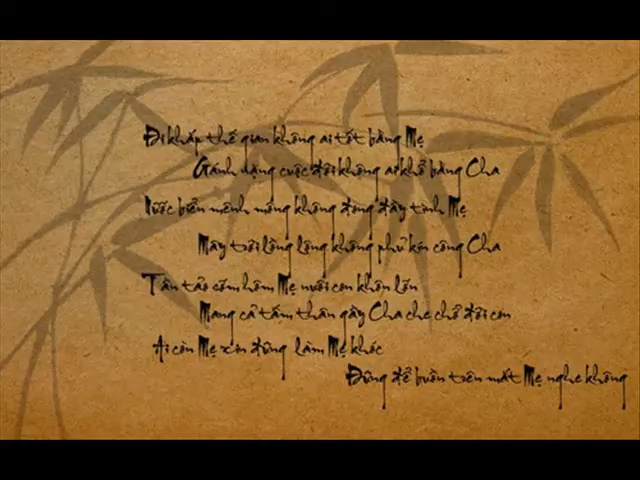 Đi khắp thế gian không ai tốt bằng Mẹ
Gánh nặng cuộc đời không ai khổ bằng Cha
Nước biển mênh mông không đong đầy tình Mẹ
Mây trời lồng lộng không phủ kín công Cha
Tần tảo sớm hôm Mẹ nuôi con khôn lớn
Mang cả tấm thân gầy Cha che chở đời con
Ai còn Mẹ xin đừng làm Mẹ khóc
Đừng để buồn trên mắt Mẹ nghe không